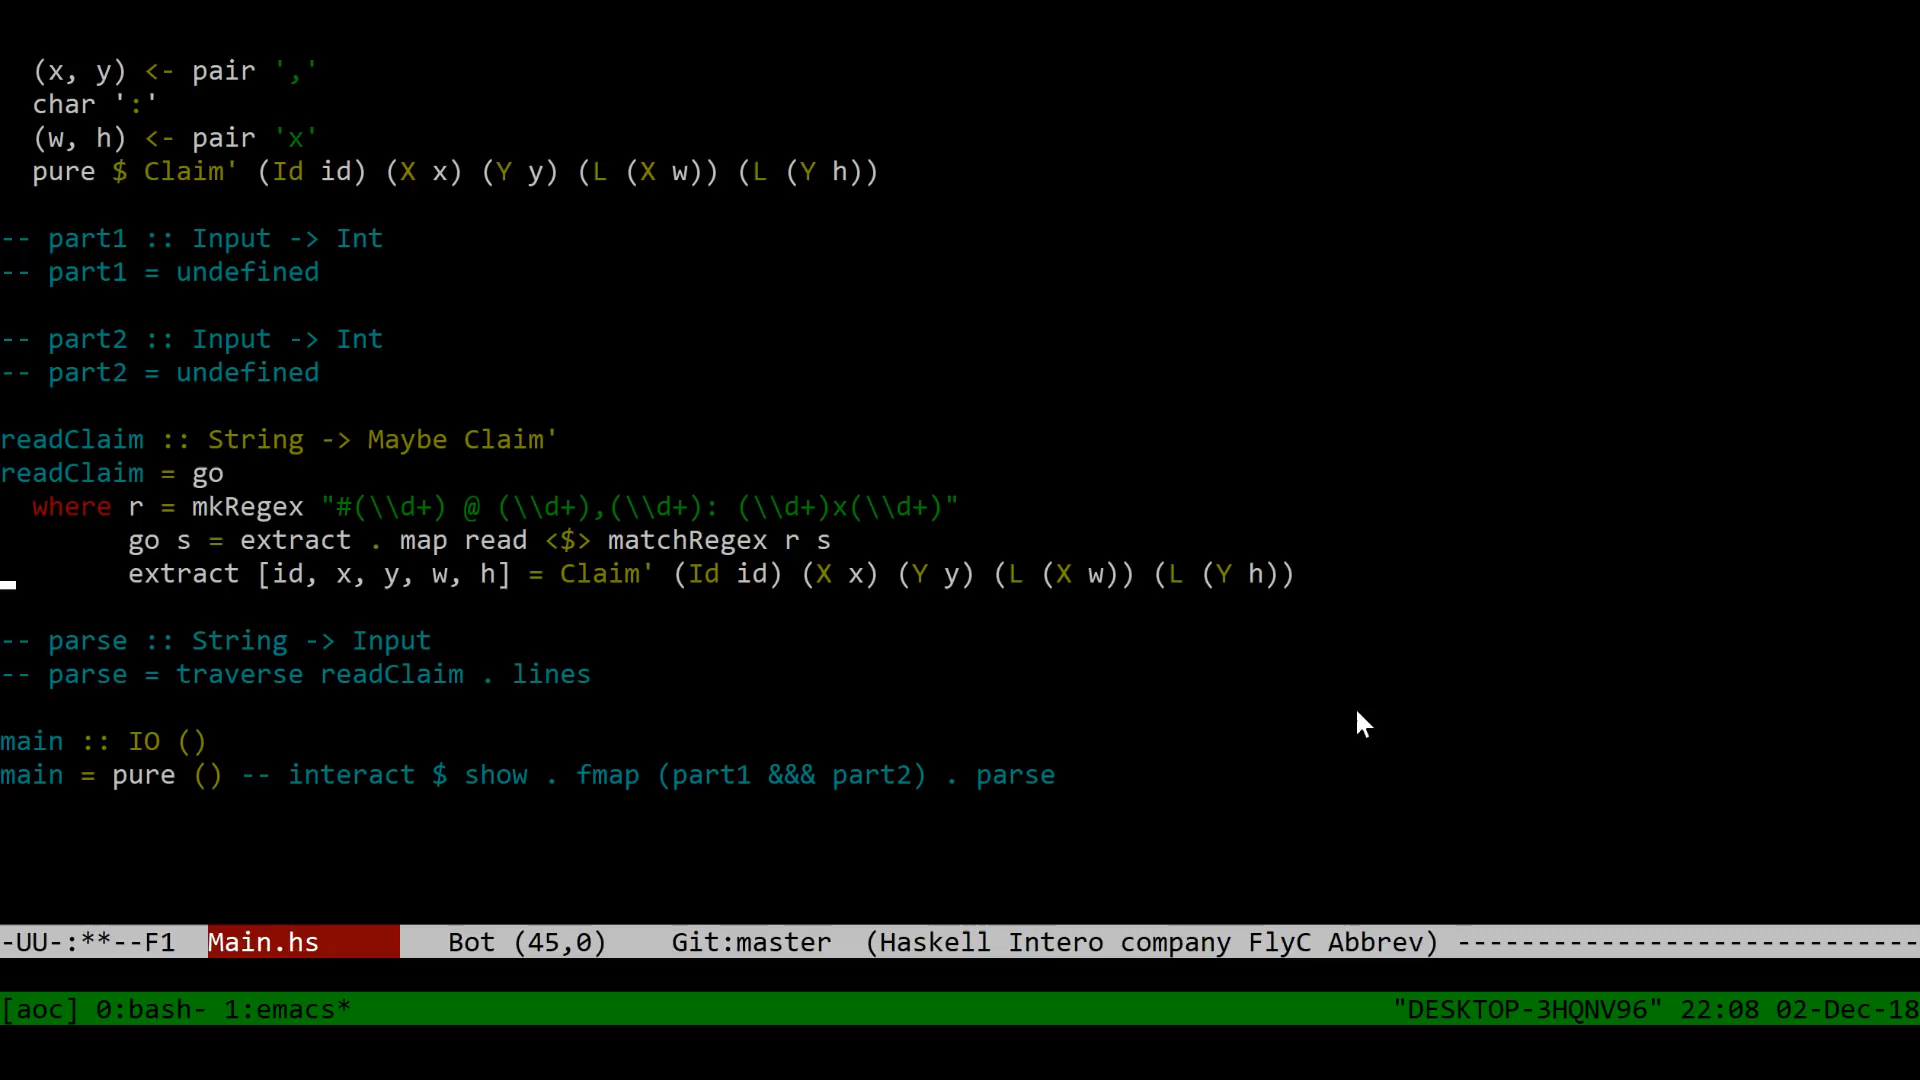 (x, y) <- pair ','
  char ':'
  (w, h) <- pair 'x'
  pure $ Claim' (Id id) (X x) (Y y) (L (X w)) (L (Y h))
-- part1 :: Input -> Int
-- part1 = undefined
-- part2 :: Input -> Int
-- part2 = undefined
readClaim :: String -> Maybe Claim'
readClaim = go
  where r = mkRegex "#(\\d+) @ (\\d+),(\\d+): (\\d+)x(\\d+)"
        go s = extract . map read <$> matchRegex r s
        extract [id, x, y, w, h] = Claim' (Id id) (X x) (Y y) (L (X w)) (L (Y h))
-- parse :: String -> Input
-- parse = traverse readClaim . lines
main :: IO ()
main = pure () -- interact $ show . fmap (part1 &&& part2) . parse
-UU-:**--F1  Main.hs        Bot (45,0)    Git:master  (Haskell Intero company FlyC Abbrev) -----------------------------
[aoc] 0:bash- 1:emacs* "DESKTOP-3HQNV96" 22:08 02-Dec-18